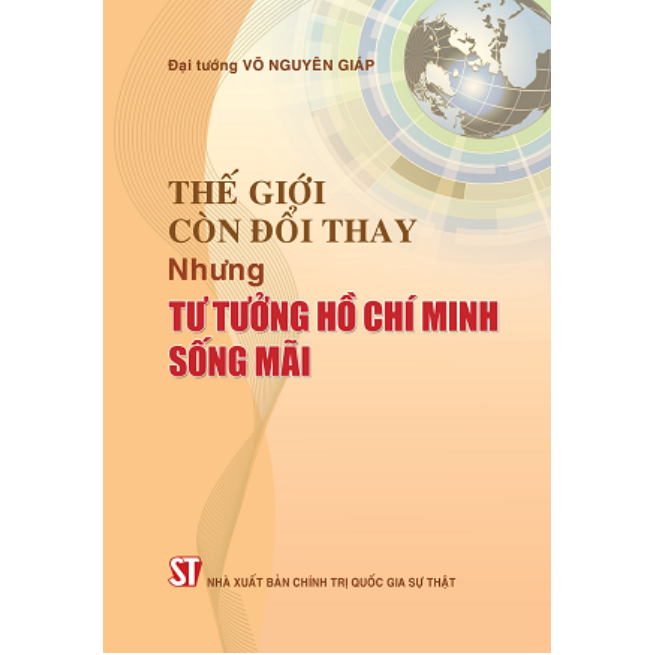 Đại tướng VÕ NGUYÊN GIÁP
THẾ GIỚI
CÒN ĐỔI THAY
Nhưng
TƯ TƯỞNG HỒ CHÍ MINH
SỐNG MÃI
ST NHÀ XUẤT BẢN CHÍNH TRỊ QUỐC GIA SỰ THẬT